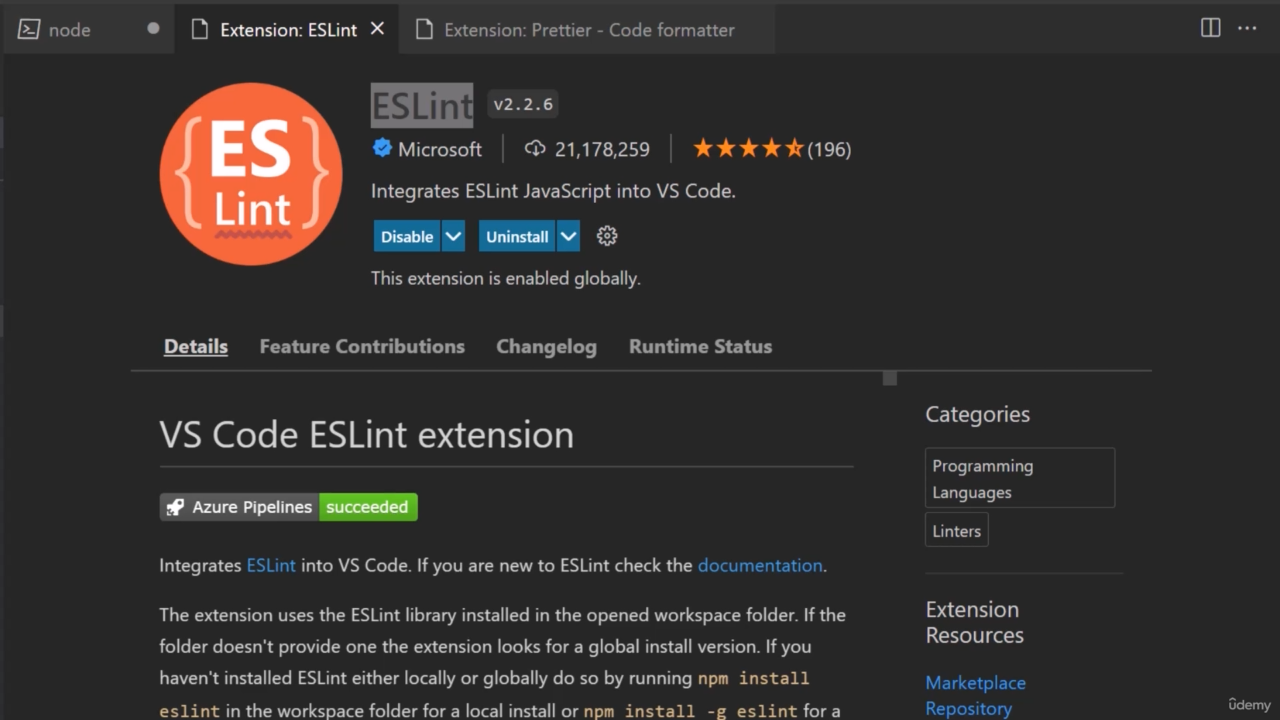 node
Extension: ESLint
Extension: Prettier - Code formatter
ES
Lint
ESLint v2.2.6
Microsoft 21,178,259 (196)
Integrates ESLint JavaScript into VS Code.
Disable Uninstall
This extension is enabled globally.
Details Feature Contributions Changelog Runtime Status
VS Code ESLint extension
Azure Pipelines succeeded
Integrates ESLint into VS Code. If you are new to ESLint check the documentation.
The extension uses the ESLint library installed in the opened workspace folder. If the
folder doesn't provide one the extension looks for a global install version. If you
haven't installed ESLint either locally or globally do so by running npm install
eslint in the workspace folder for a local install or npm install -g eslint for a
Categories
Programming
Languages
Linters
Extension
Resources
Marketplace
Repository
ûdemy